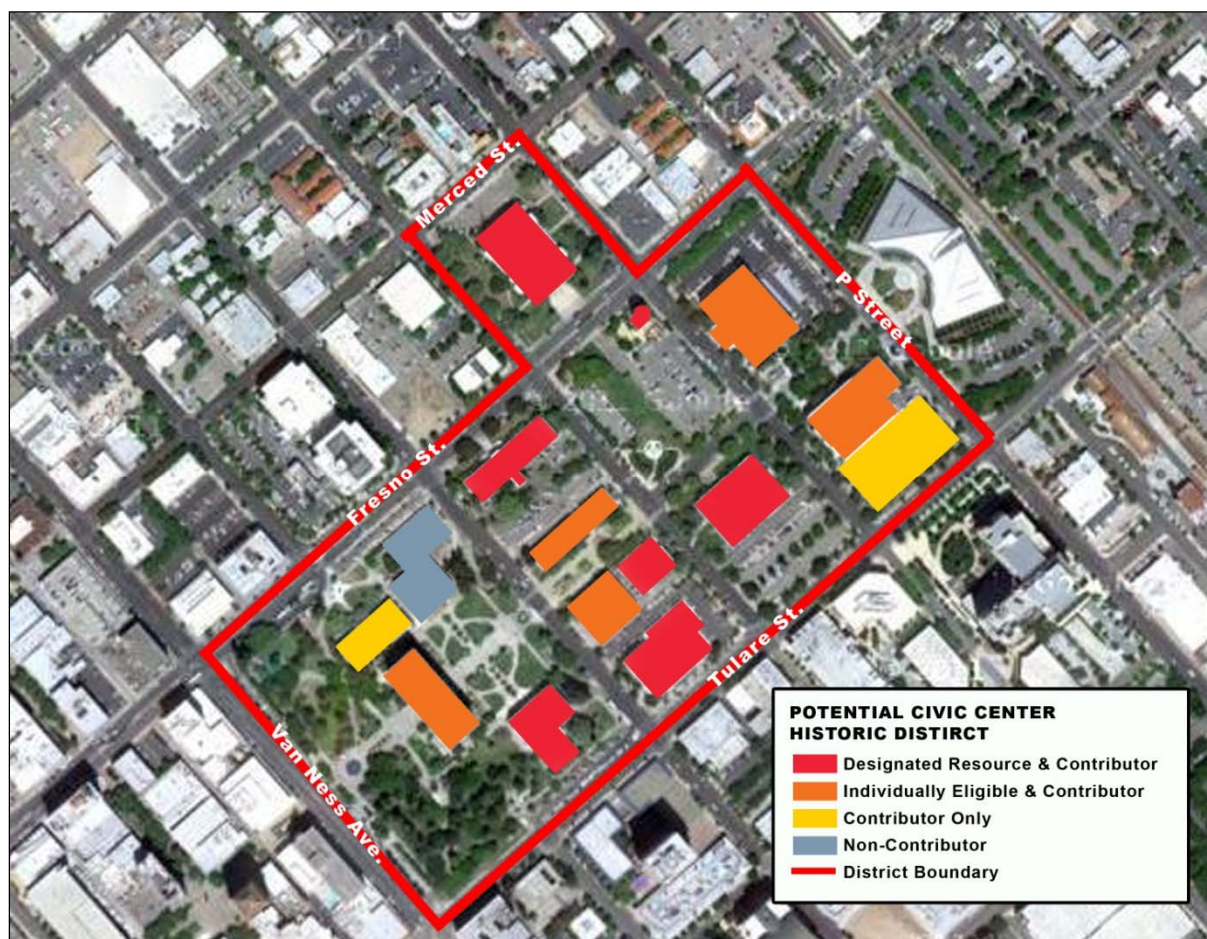 Merced St.
P Street
Fresno St.
Tulare St.
Van Ness Ave.
POTENTIAL CIVIC CENTER
HISTORIC DISTIRCT
Designated Resource & Contributor
Individually Eligible & Contributor
Contributor Only
Non-Contributor
District Boundary